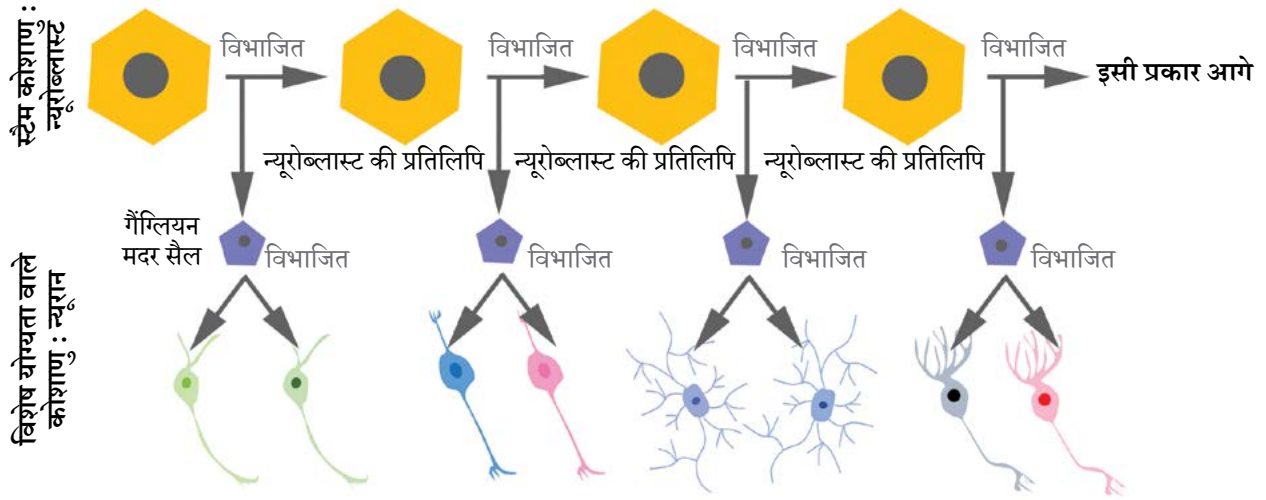 स्टैम कोशाणु :
न्यूरोब्लास्ट
विभाजित
विभाजित
विभाजित
विभाजित
इसी प्रकार आगे
न्यूरोब्लास्ट की प्रतिलिपि
न्यूरोब्लास्ट की प्रतिलिपि
न्यूरोब्लास्ट की प्रतिलिपि
गैंग्लियन
मदर सैल
विभाजित
विभाजित
विभाजित
विभाजित
विशेष योग्यता वाले
कोशाणु : न्यूरान